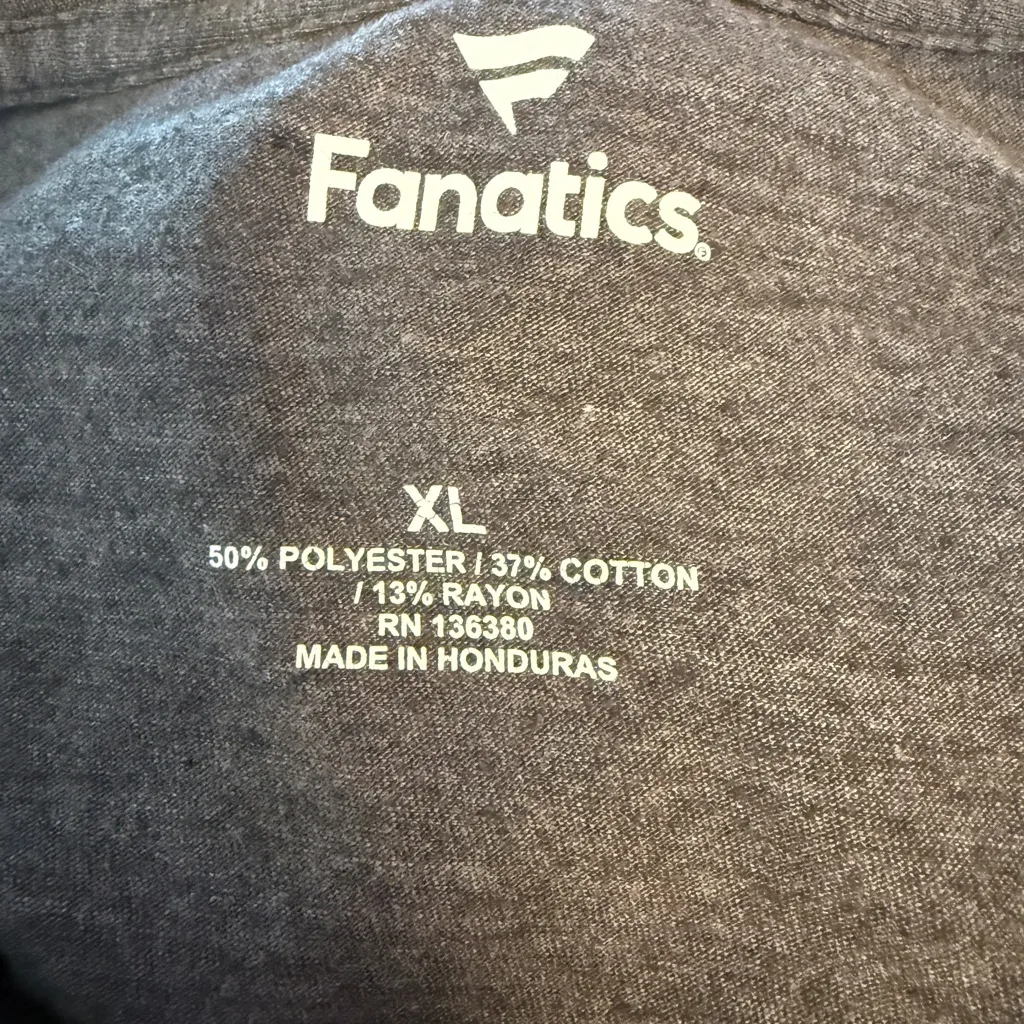 Fanatics®
XL
50% POLYESTER / 37% COTTON
/ 13% RAYON
RN 136380
MADE IN HONDURAS